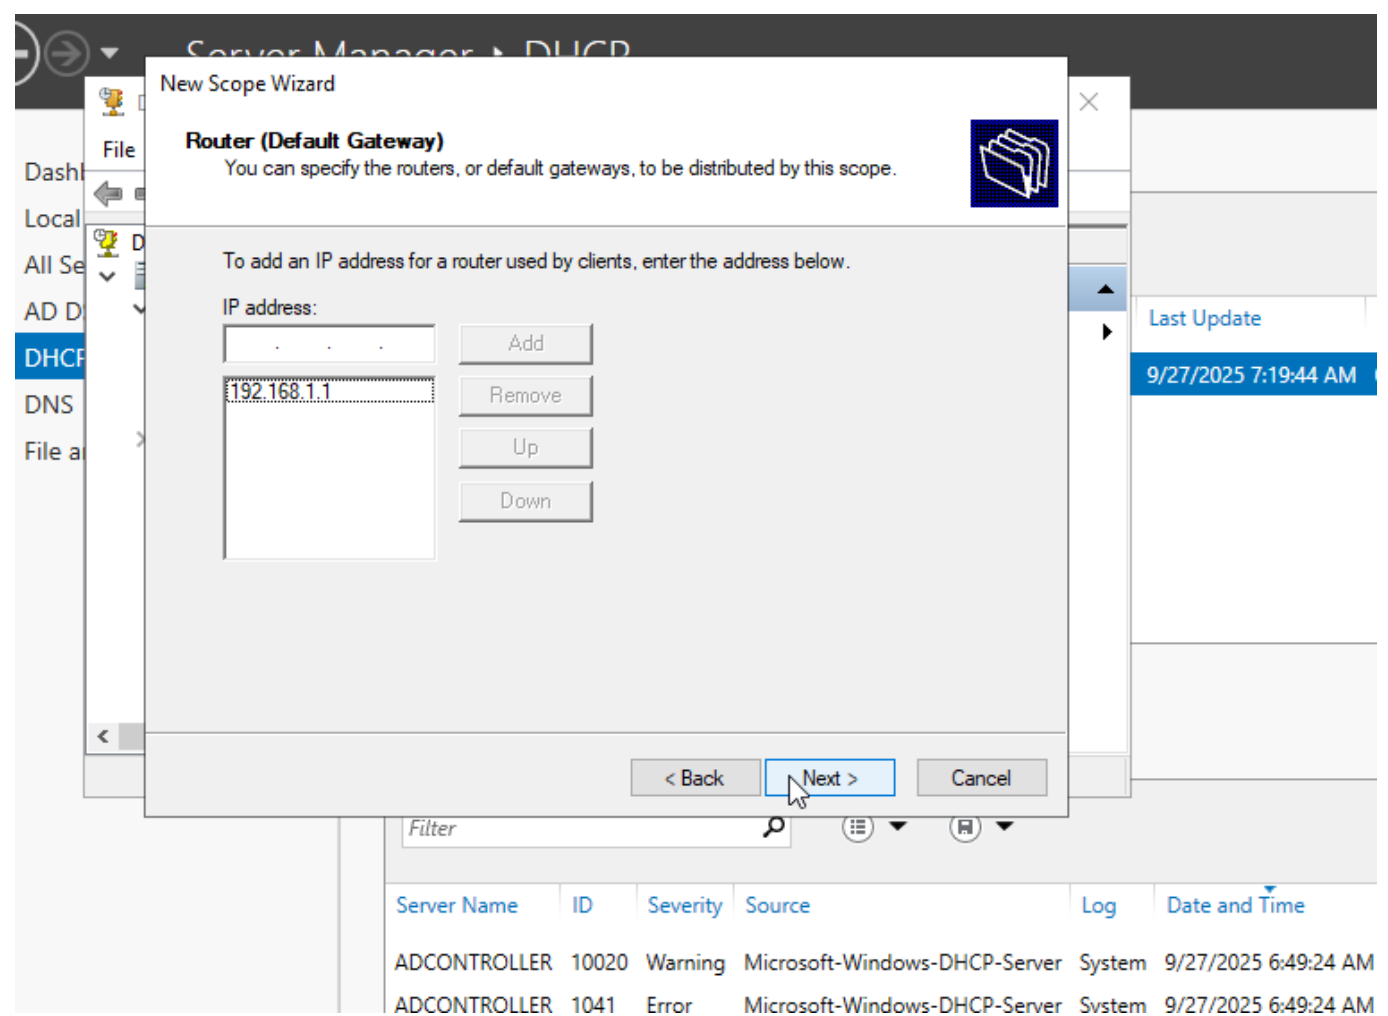 Server Manager ‣ DHCP
New Scope Wizard
Router (Default Gateway)
You can specify the routers, or default gateways, to be distributed by this scope.
File
Dashl
Local
All Se
AD D
DHCP
DNS
File a
D
To add an IP address for a router used by clients, enter the address below.
IP address:
. . .
Add
192.168.1.1
Remove
Up
Down
Last Update
9/27/2025 7:19:44 AM
< Back
Next >
Cancel
Filter
Server Name ID Severity Source Log Date and Time
ADCONTROLLER 10020 Warning Microsoft-Windows-DHCP-Server System 9/27/2025 6:49:24 AM
ADCONTROLLER 1041 Error Microsoft-Windows-DHCP-Server System 9/27/2025 6:49:24 AM